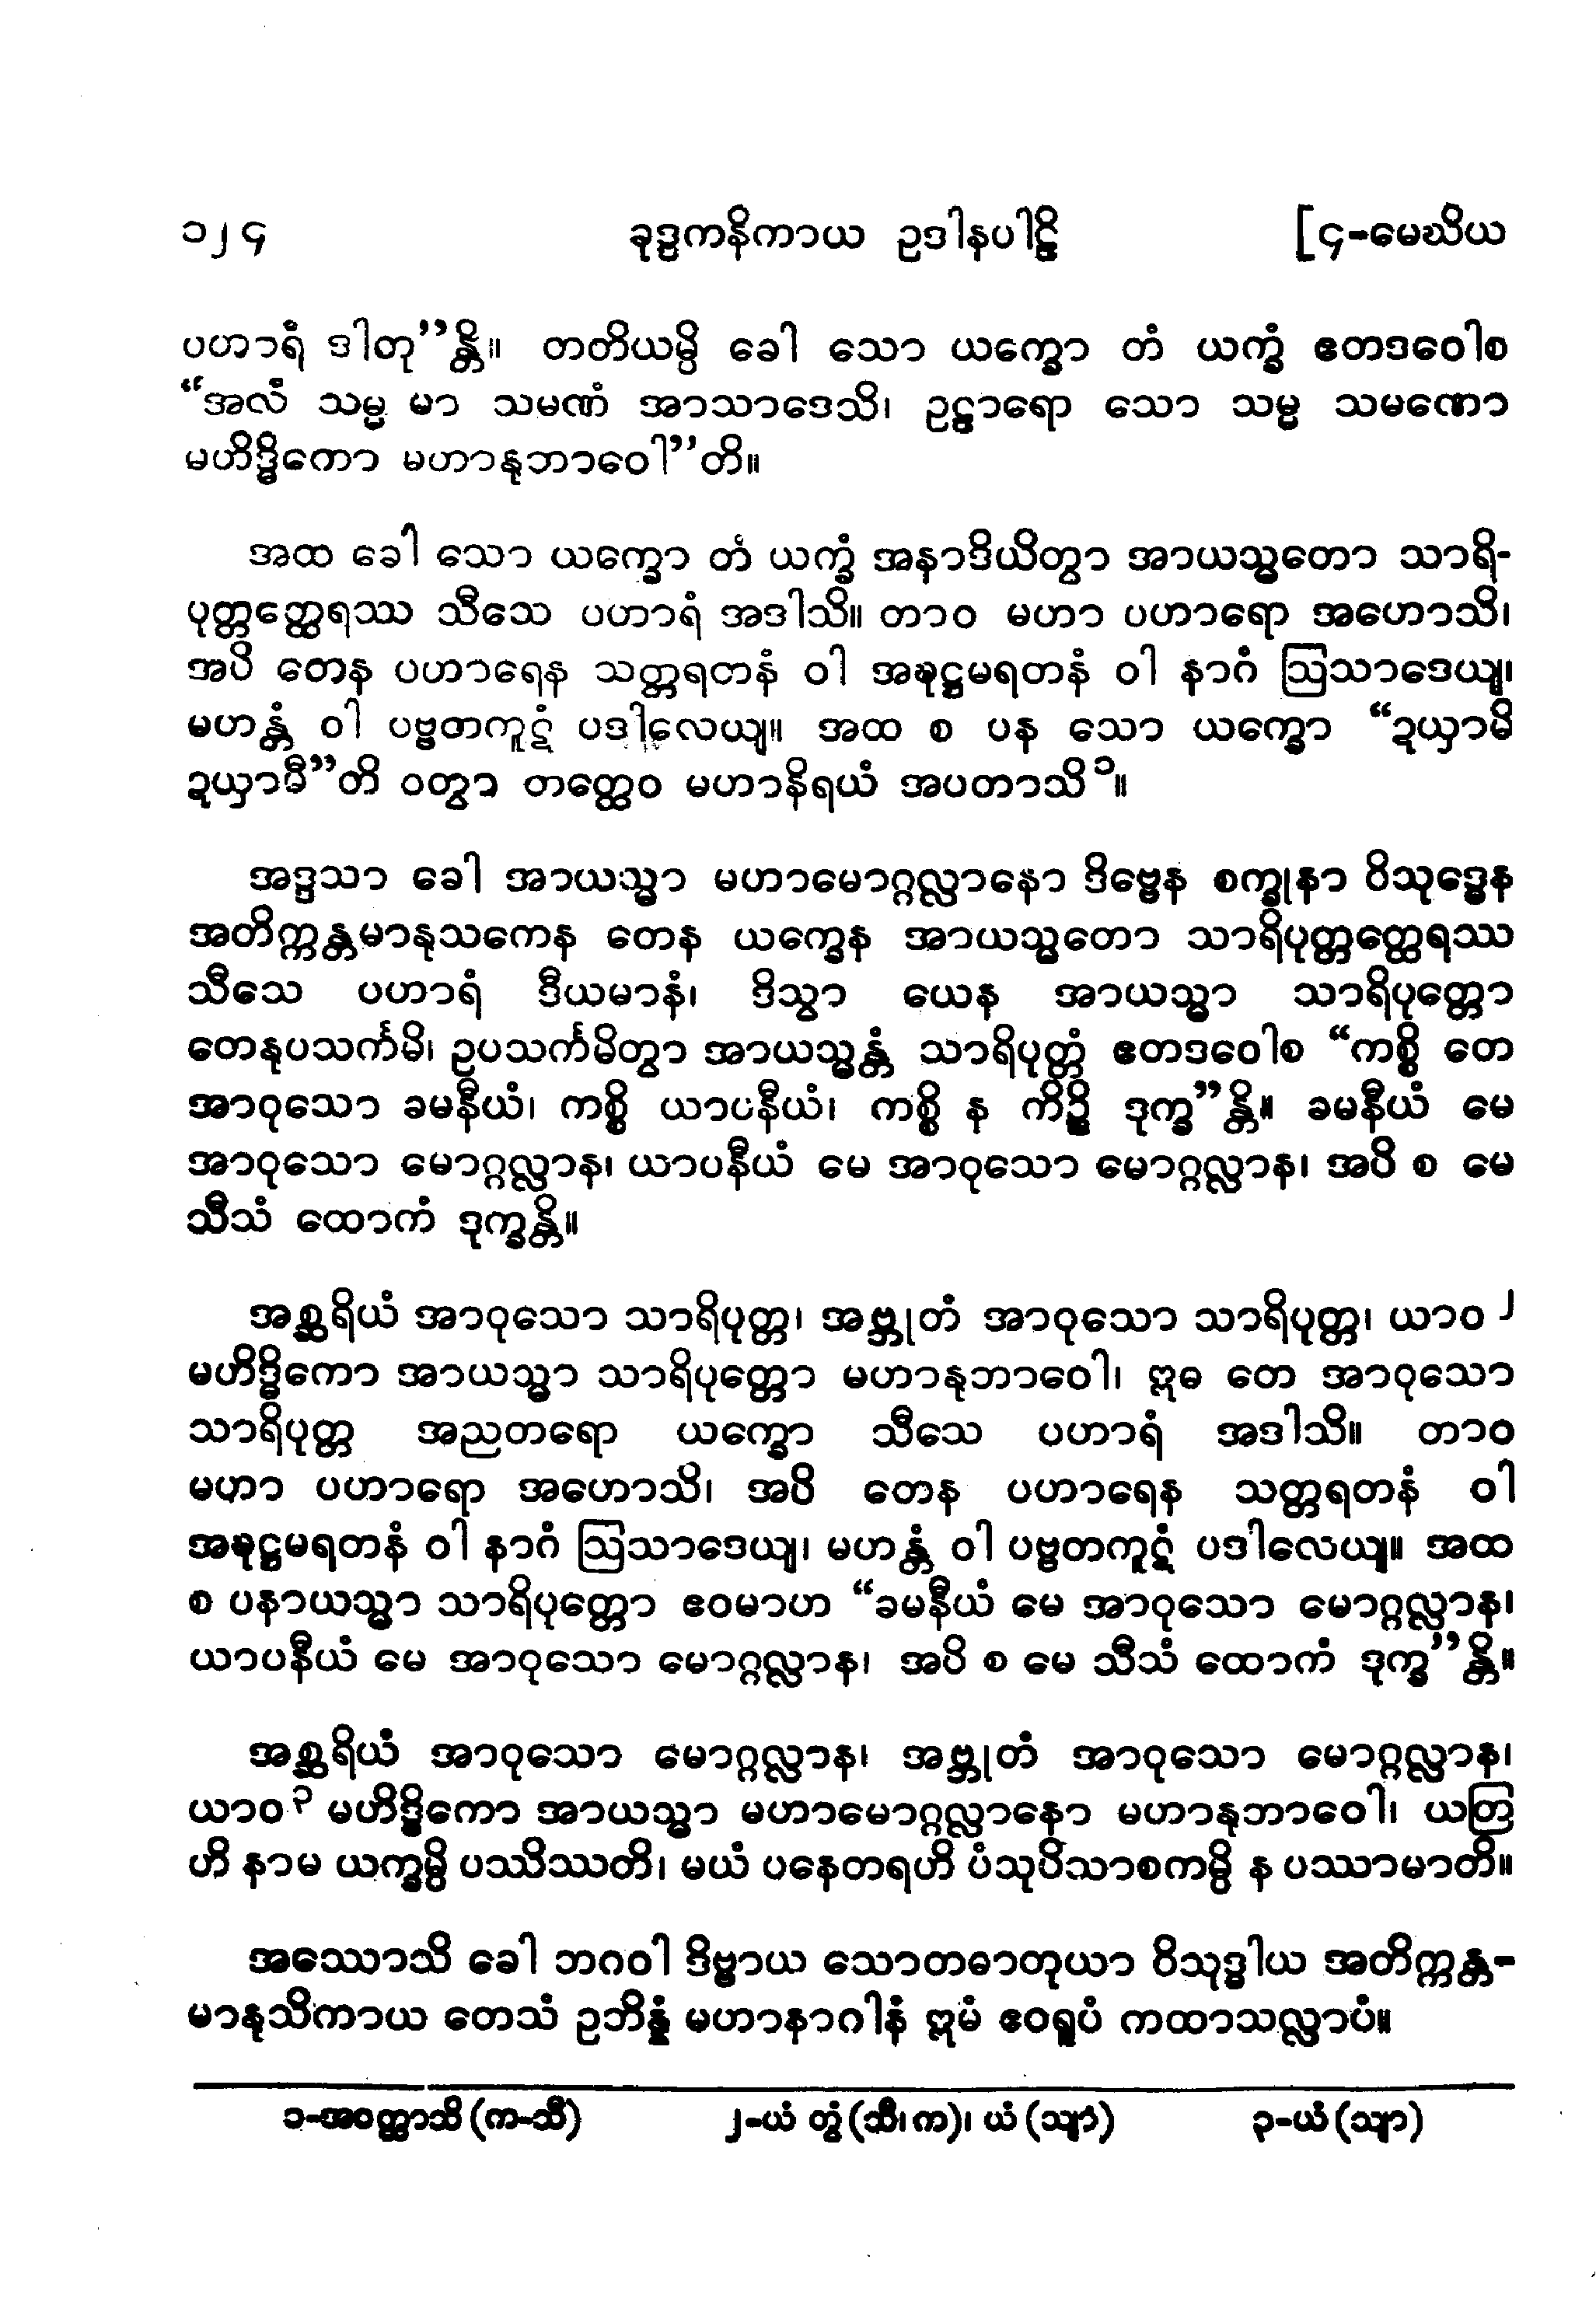 ၁၂၄ ခုဒ္ဒကနိကာယ ဥဒါနပါဠိ [၄-မေဃိယ
ပဟာရံ ဒါတု”န္တိ။ တတိယမ္ပိ ခေါ သော ယက္ခော တံ ယက္ခံ ဧတဒဝေါစ
“အလံ သမ္မ မာ သမဏံ အာသာဒေသိ၊ ဥဠာရော သော သမ္မ သမဏော
မဟိဒ္ဓိကော မဟာနုဘာဝေါ”တိ။
အထ ခေါ သော ယက္ခော တံ ယက္ခံ အနာဒိယိတွာ အာယသ္မတော သာရိ-
ပုတ္တတ္ထေရဿ သီသေ ပဟာရံ အဒါသိ။ တာဝ မဟာ ပဟာရော အဟောသိ၊
အပိ တေန ပဟာရေန သတ္တရတနံ ဝါ အဍ္ဎဋ္ဌမရတနံ ဝါ နာဂံ ဩသာဒေယျ၊
မဟန္တံ ဝါ ပဗ္ဗတကူဋံ ပဒါလေယျ။ အထ စ ပန သော ယက္ခော “ဍယှာမိ
ဍယှာမီ”တိ ဝတွာ တတ္ထေဝ မဟာနိရယံ အပတာသိ၁။
အဒ္ဒသာ ခေါ အာယသ္မာ မဟာမောဂ္ဂလ္လာနော ဒိဗ္ဗေန စက္ခုနာ ဝိသုဒ္ဓေန
အတိက္ကန္တမာနုသကေန တေန ယက္ခေန အာယသ္မတော သာရိပုတ္တတ္ထေရဿ
သီသေ ပဟာရံ ဒီယမာနံ၊ ဒိသွာ ယေန အာယသ္မာ သာရိပုတ္တော
တေနုပသင်္ကမိ၊ ဥပသင်္ကမိတွာ အာယသ္မန္တံ သာရိပုတ္တံ ဧတဒဝေါစ “ကစ္စိ တေ
အာဝုသော ခမနီယံ၊ ကစ္စိ ယာပနီယံ၊ ကစ္စိ န ကိဉ္စိ ဒုက္ခ”န္တိ။ ခမနီယံ မေ
အာဝုသော မောဂ္ဂလ္လာန၊ ယာပနီယံ မေ အာဝုသော မောဂ္ဂလ္လာန၊ အပိ စ မေ
သီသံ ထောကံ ဒုက္ခန္တိ။
အစ္ဆရိယံ အာဝုသော သာရိပုတ္တ၊ အဗ္ဘုတံ အာဝုသော သာရိပုတ္တ၊ ယာဝ၂
မဟိဒ္ဓိကော အာယသ္မာ သာရိပုတ္တော မဟာနုဘာဝေါ၊ ဣဓ တေ အာဝုသော
သာရိပုတ္တ အညတရော ယက္ခော သီသေ ပဟာရံ အဒါသိ။ တာဝ
မဟာ ပဟာရော အဟောသိ၊ အပိ တေန ပဟာရေန သတ္တရတနံ ဝါ
အဍ္ဎဋ္ဌမရတနံ ဝါ နာဂံ ဩသာဒေယျ၊ မဟန္တံ ဝါ ပဗ္ဗတကူဋံ ပဒါလေယျ။ အထ
စ ပနာယသ္မာ သာရိပုတ္တော ဧဝမာဟ “ခမနီယံ မေ အာဝုသော မောဂ္ဂလ္လာန၊
ယာပနီယံ မေ အာဝုသော မောဂ္ဂလ္လာန၊ အပိ စ မေ သီသံ ထောကံ ဒုက္ခ”န္တိ။
အစ္ဆရိယံ အာဝုသော မောဂ္ဂလ္လာန၊ အဗ္ဘုတံ အာဝုသော မောဂ္ဂလ္လာန၊
ယာဝ၃ မဟိဒ္ဓိကော အာယသ္မာ မဟာမောဂ္ဂလ္လာနော မဟာနုဘာဝေါ၊ ယတြ
ဟိ နာမ ယက္ခမ္ပိ ပဿိဿတိ၊ မယံ ပနေတရဟိ ပံသုပိသာစကမ္ပိ န ပဿာမာတိ။
အဿောသိ ခေါ ဘဂဝါ ဒိဗ္ဗာယ သောတဓာတုယာ ဝိသုဒ္ဓါယ အတိက္ကန္တ-
မာနုသိကာယ တေသံ ဥဘိန္နံ မဟာနာဂါနံ ဣမံ ဧဝရူပံ ကထာသလ္လာပံ။
၁-အဝတ္ထာသိ (က-သီ) ၂-ယံ တွံ (သီ၊ က)၊ ယံ (သျာ) ၃-ယံ (သျာ)